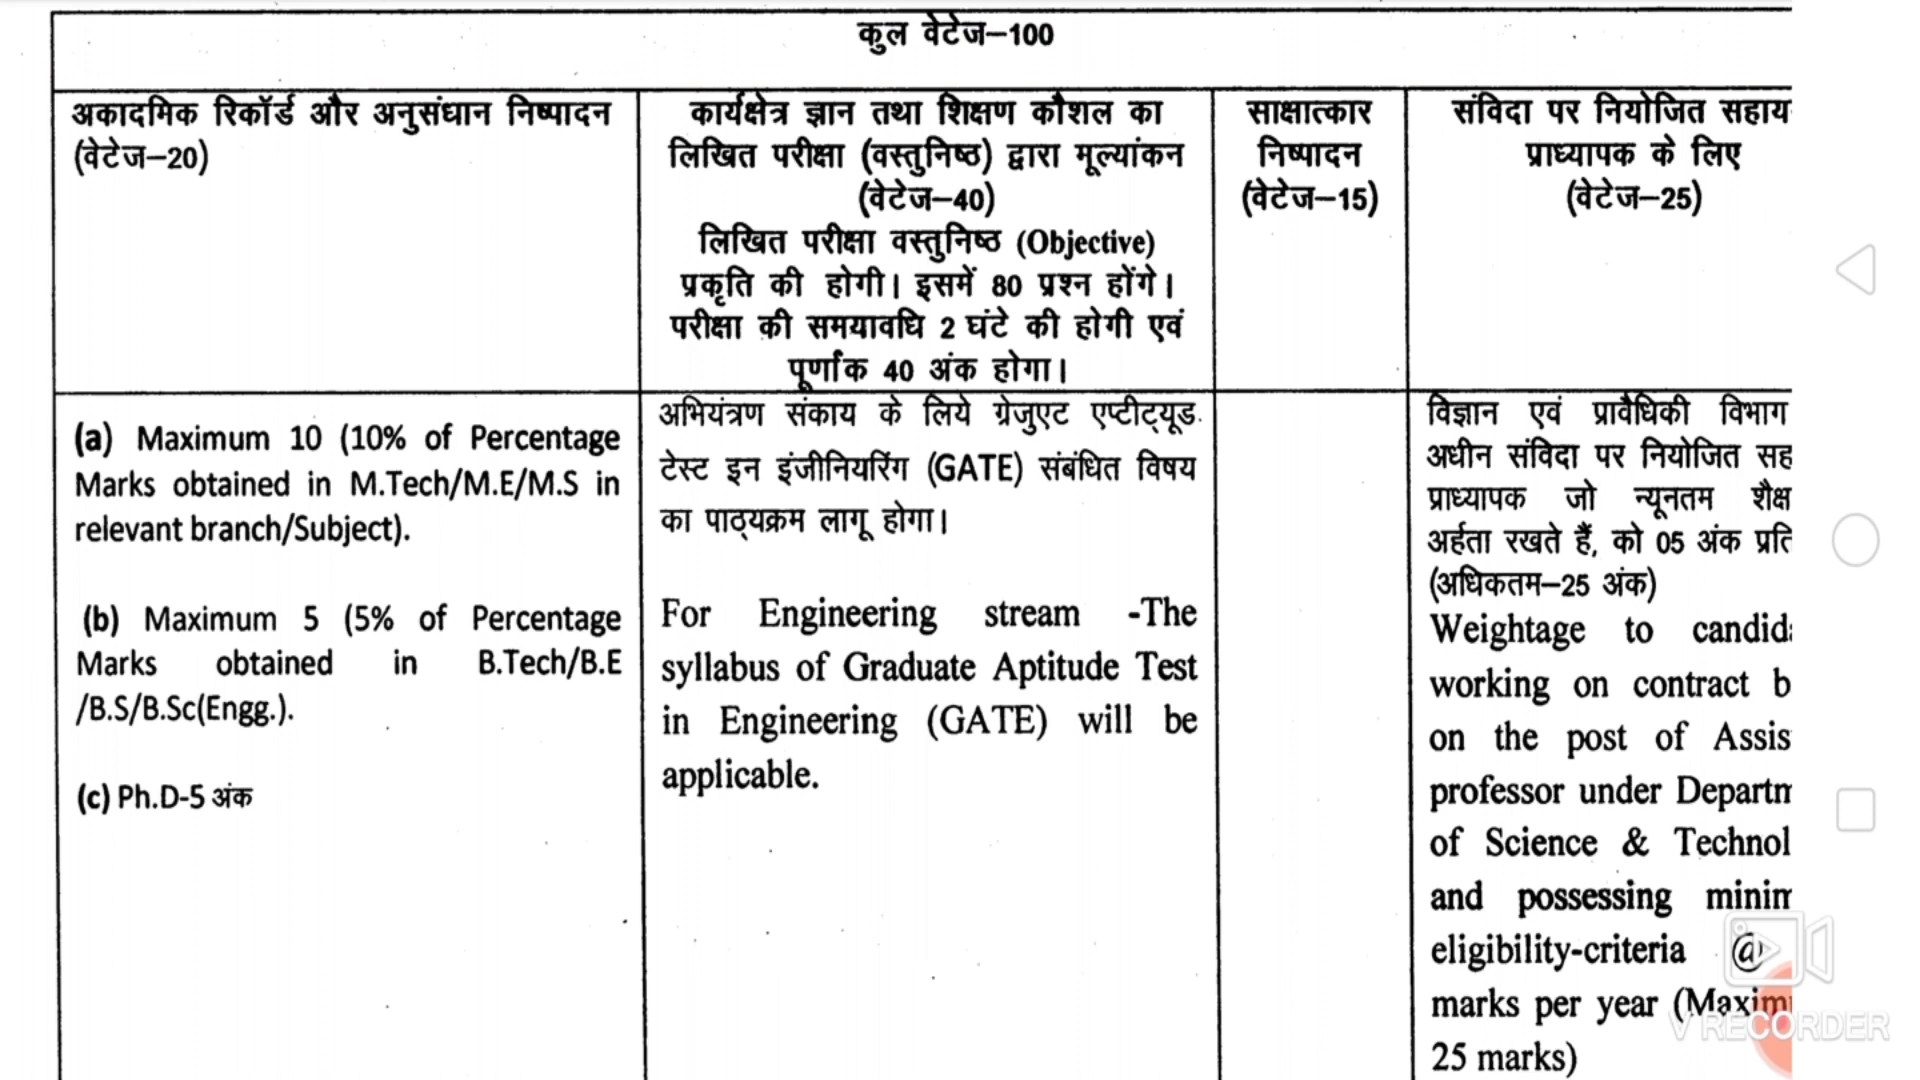 कुल वेटेज–100
अकादमिक रिकॉर्ड और अनुसंधान निष्पादन
(वेटेज–20)
कार्यक्षेत्र ज्ञान तथा शिक्षण कौशल का
लिखित परीक्षा (वस्तुनिष्ठ) द्वारा मूल्यांकन
(वेटेज–40)
लिखित परीक्षा वस्तुनिष्ठ (Objective)
प्रकृति की होगी। इसमें 80 प्रश्न होंगे।
परीक्षा की समयावधि 2 घंटे की होगी एवं
पूर्णांक 40 अंक होगा।
साक्षात्कार
निष्पादन
(वेटेज–15)
संविदा पर नियोजित सहाय
प्राध्यापक के लिए
(वेटेज–25)
(a) Maximum 10 (10% of Percentage
Marks obtained in M.Tech/M.E/M.S in
relevant branch/Subject).
(b) Maximum 5 (5% of Percentage
Marks obtained in B.Tech/B.E
/B.S/B.Sc(Engg.).
(c) Ph.D-5 अंक
अभियंत्रण संकाय के लिये ग्रेजुएट एप्टीट्यूड
टेस्ट इन इंजीनियरिंग (GATE) संबंधित विषय
का पाठ्यक्रम लागू होगा।
For Engineering stream -The
syllabus of Graduate Aptitude Test
in Engineering (GATE) will be
applicable.
विज्ञान एवं प्रावैधिकी विभाग
अधीन संविदा पर नियोजित सह
प्राध्यापक जो न्यूनतम शैक्ष
अर्हता रखते हैं, को 05 अंक प्रति
(अधिकतम–25 अंक)
Weightage to candid
working on contract b
on the post of Assis
professor under Departm
of Science & Technol
and possessing minim
eligibility-criteria @
marks per year (Maxim
25 marks)
V RECORDER